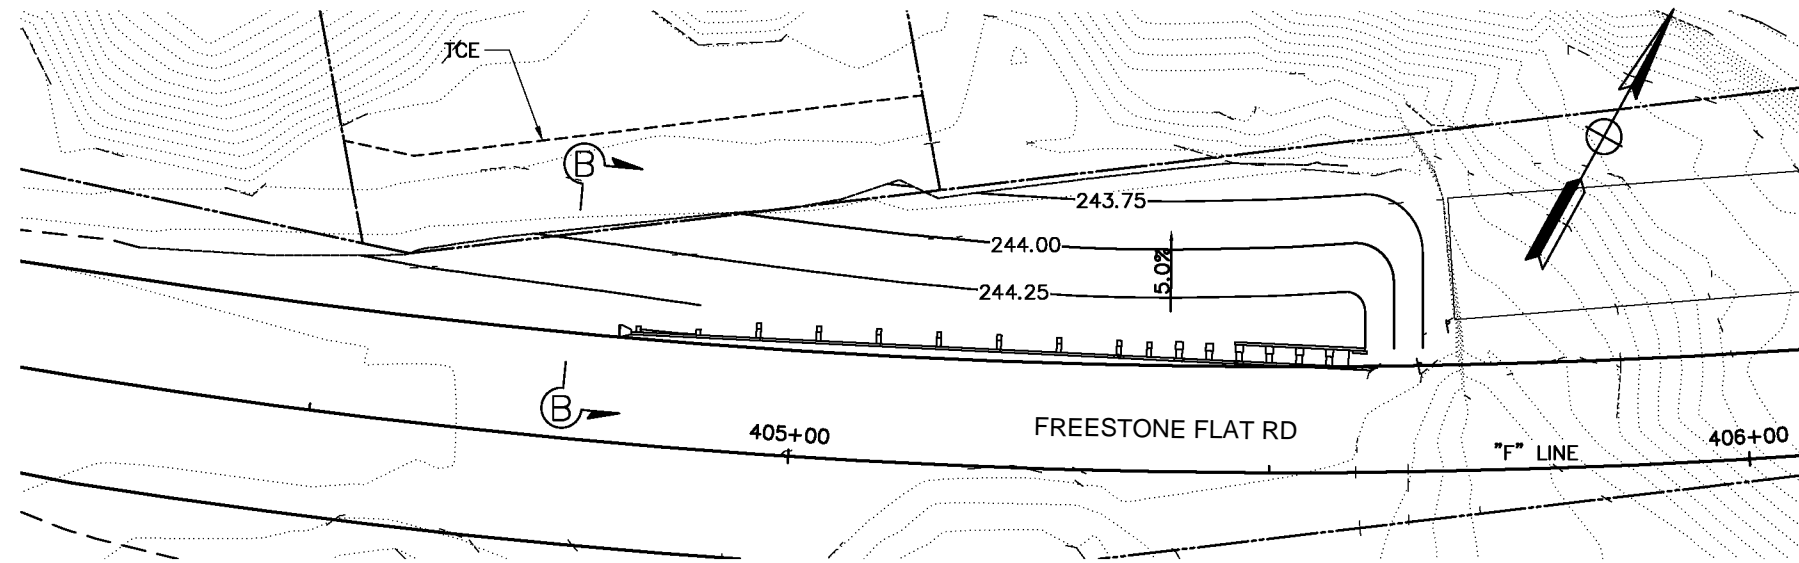 TCE
B
243.75
244.00
5.0%
244.25
B
405+00
FREESTONE FLAT RD
"F" LINE
406+00